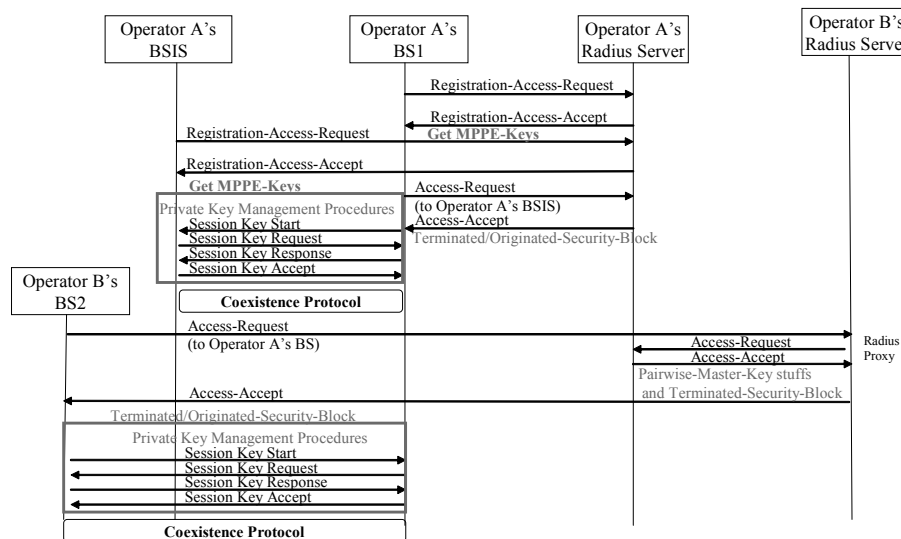 Operator A's
BSIS
Operator A's
BS1
Operator A's
Radius Server
Operator B's
Radius Server
Registration-Access-Request
Registration-Access-Accept
Registration-Access-Request
Get MPPE-Keys
Registration-Access-Accept
Get MPPE-Keys
Access-Request
(to Operator A's BSIS)
Private Key Management Procedures
Session Key Start
Access-Accept
Terminated/Originated-Security-Block
Session Key Request
Session Key Response
Session Key Accept
Operator B's
BS2
Coexistence Protocol
Access-Request
(to Operator A's BS)
Access-Request
Radius
Proxy
Access-Accept
Pairwise-Master-Key stuffs
and Terminated-Security-Block
Access-Accept
Terminated/Originated-Security-Block
Private Key Management Procedures
Session Key Start
Session Key Request
Session Key Response
Session Key Accept
Coexistence Protocol